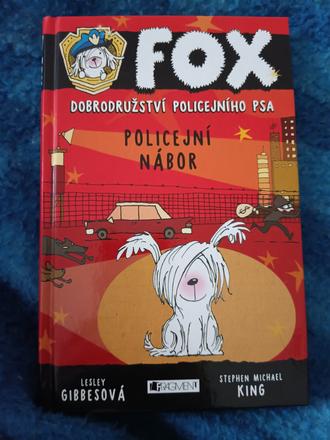 FOX
DOBRODRUŽSTVÍ POLICEJNÍHO PSA
POLICEJNÍ
NÁBOR
LESLEY
GIBBESOVÁ
FRAGMENT
STEPHEN MICHAEL
KING